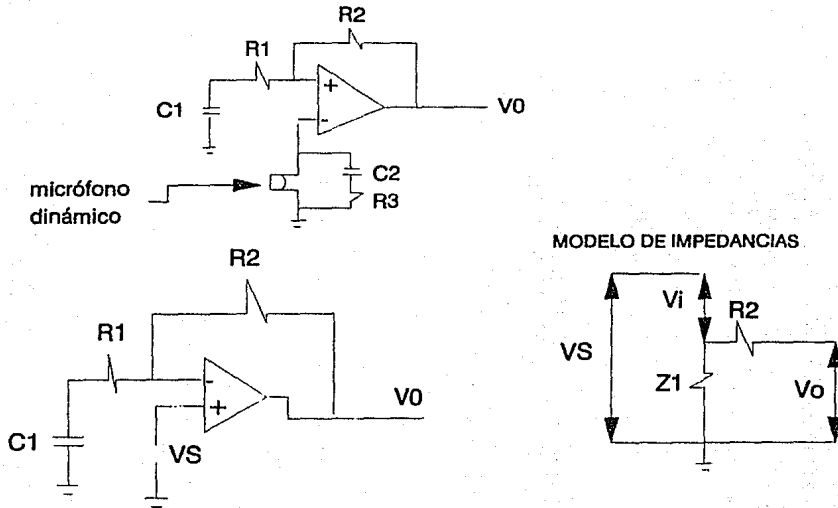 R2
R1
+
-
V0
C1
C2
R3
micrófono
dinámico
MODELO DE IMPEDANCIAS
R2
R1
-
+
V0
C1
VS
Vi
R2
VS
Z1
Vo